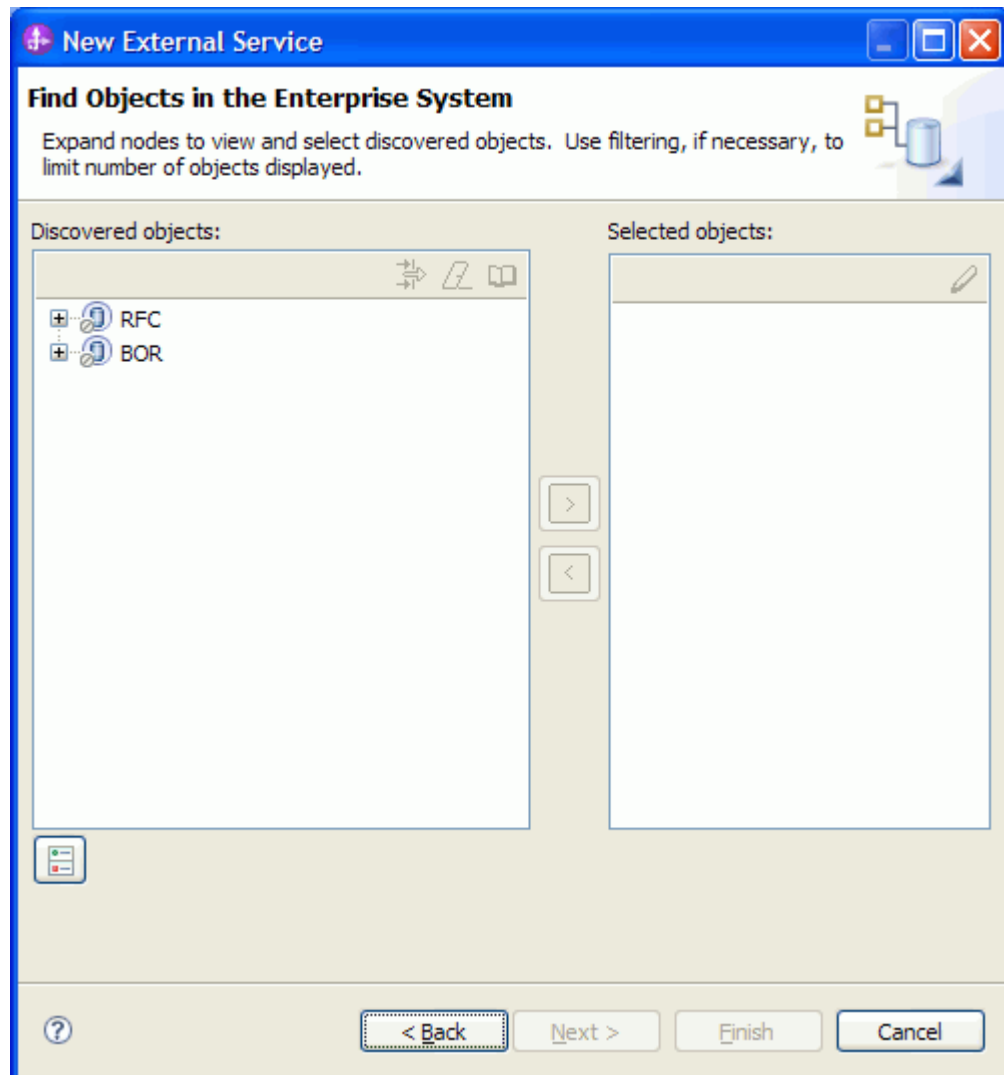 New External Service
Find Objects in the Enterprise System
Expand nodes to view and select discovered objects.  Use filtering, if necessary, to
limit number of objects displayed.
Discovered objects:
Selected objects:
RFC
BOR
>
<
?
< Back
Next >
Finish
Cancel